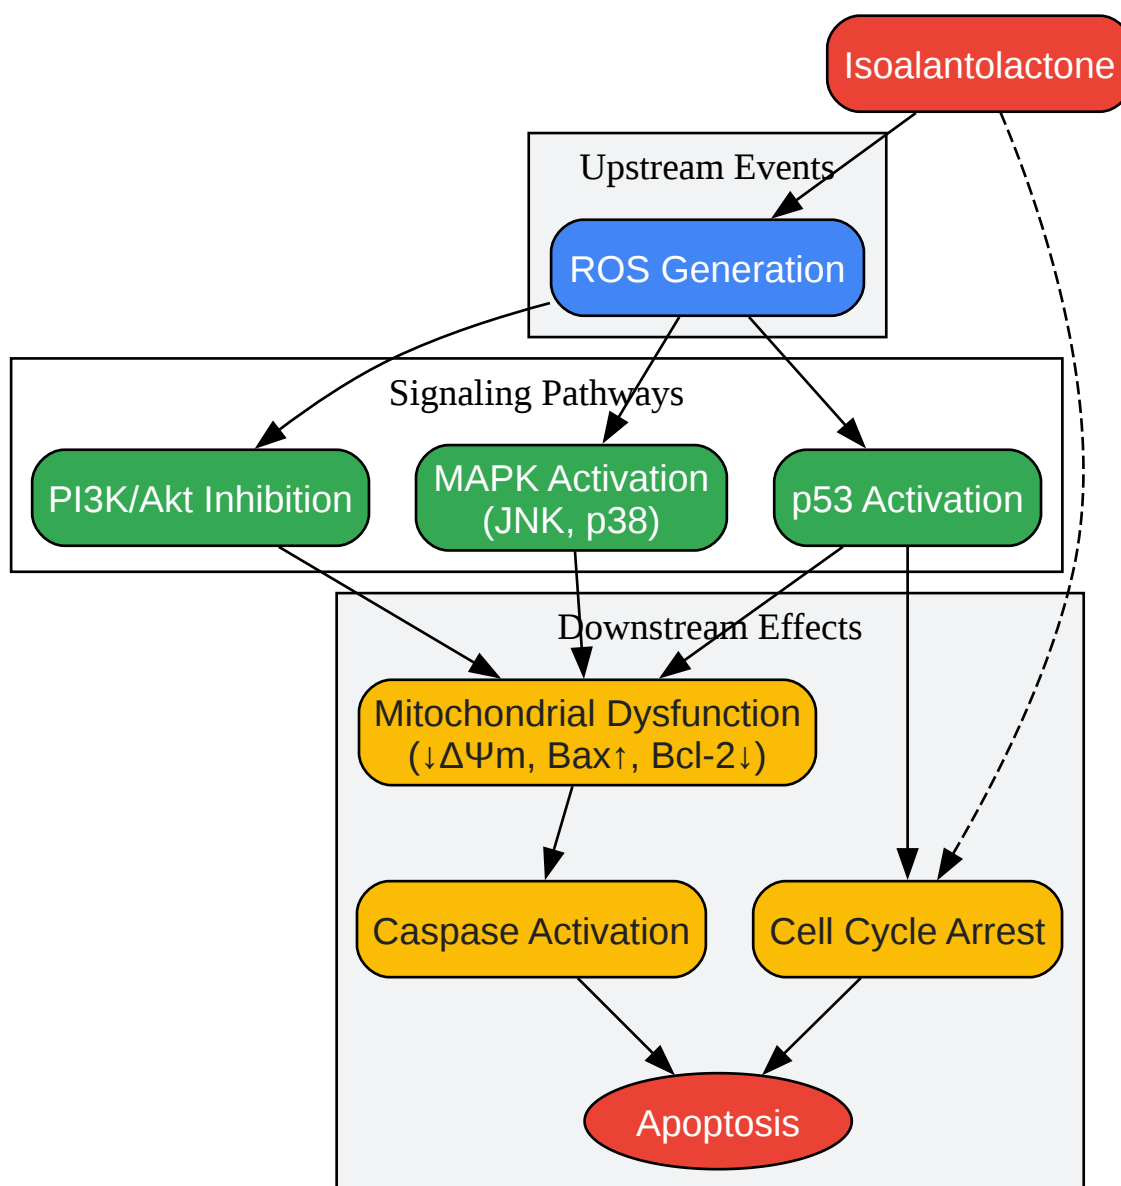 Isoalantolactone
Upstream Events
ROS Generation
Signaling Pathways
PI3K/Akt Inhibition
MAPK Activation
(JNK, p38)
p53 Activation
Downstream Effects
Mitochondrial Dysfunction
(↓ΔΨm, Bax↑, Bcl-2↓)
Caspase Activation
Cell Cycle Arrest
Apoptosis